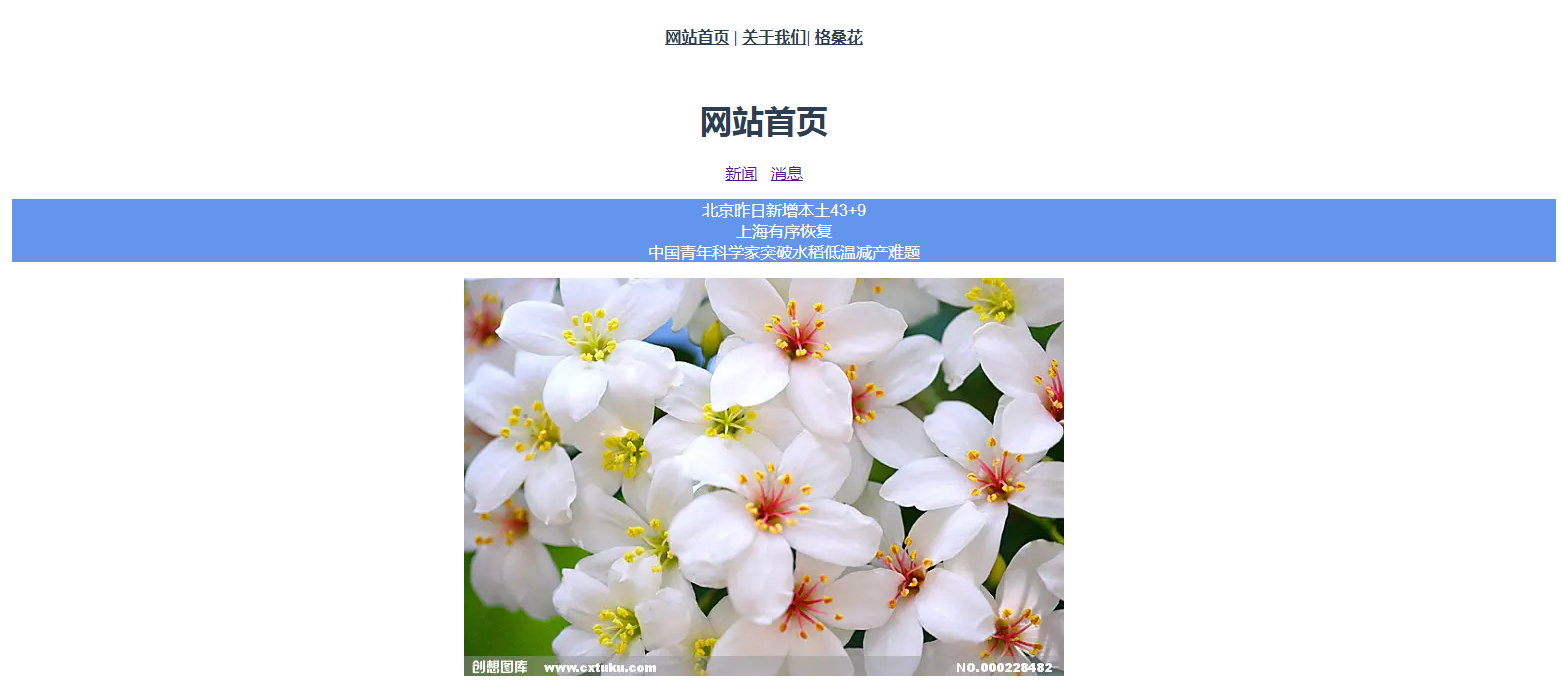 网站首页 | 关于我们| 格桑花
网站首页
新闻 消息
北京昨日新增本土43+9
上海有序恢复
中国青年科学家突破水稻低温减产难题
创想图库 www.cxtuku.com NO.000228482